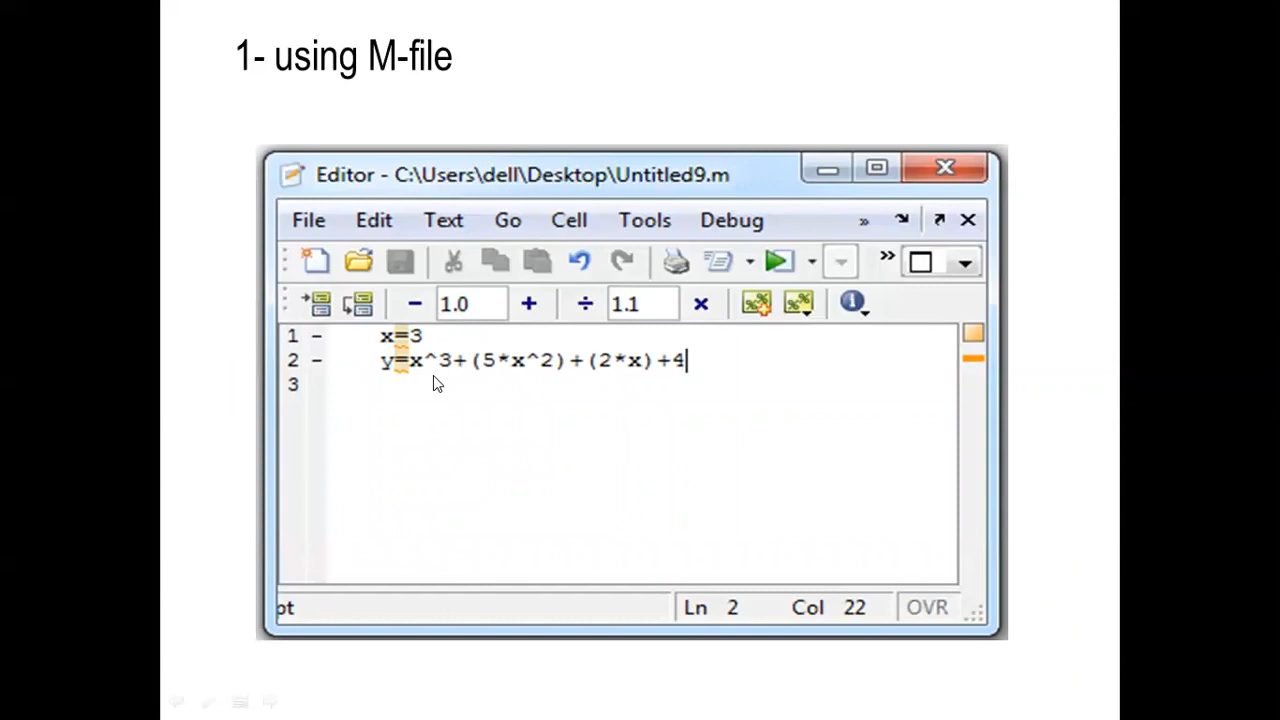 1- using M-file
Editor - C:\Users\dell\Desktop\Untitled9.m
File Edit Text Go Cell Tools Debug »
»
− 1.0 + ÷ 1.1 ×
1 – x=3
2 – y=x^3+(5*x^2)+(2*x)+4
3
pt Ln 2 Col 22 OVR